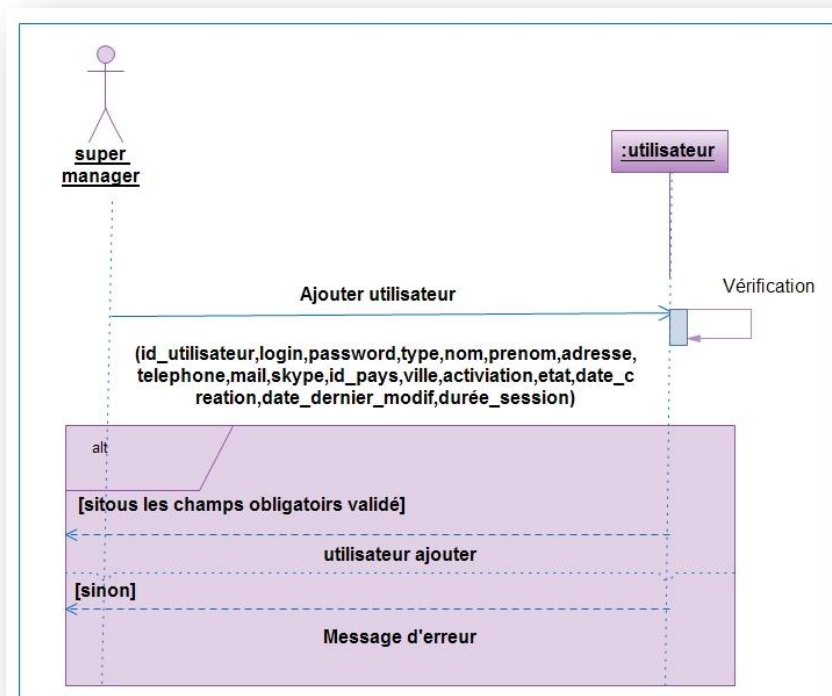 super
manager
:utilisateur
Vérification
Ajouter utilisateur
(id_utilisateur,login,password,type,nom,prenom,adresse,
telephone,mail,skype,id_pays,ville,activiation,etat,date_c
reation,date_dernier_modif,durée_session)
alt
[sitous les champs obligatoirs validé]
utilisateur ajouter
[sinon]
Message d'erreur